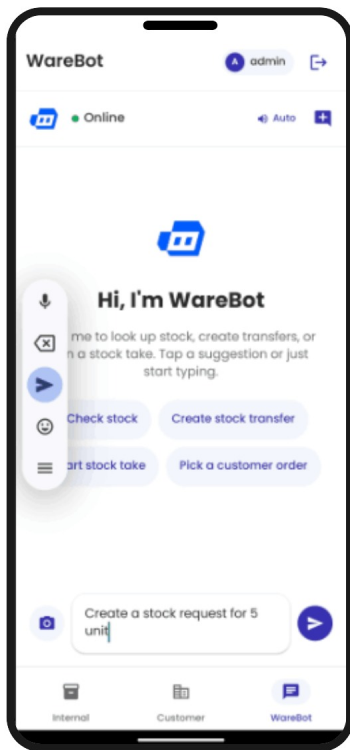 WareBot
A admin
Online
Auto
Hi, I'm WareBot
me to look up stock, create transfers, or
a stock take. Tap a suggestion or just
start typing.
Check stock
Create stock transfer
stock take
Pick a customer order
Create a stock request for 5
unit
Internal
Customer
WareBot